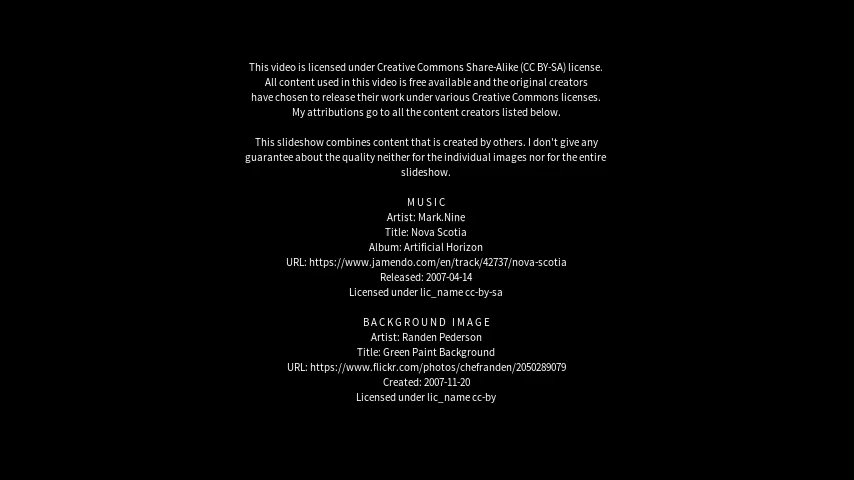 This video is licensed under Creative Commons Share-Alike (CC BY-SA) license.
All content used in this video is free available and the original creators
have chosen to release their work under various Creative Commons licenses.
My attributions go to all the content creators listed below.
This slideshow combines content that is created by others. I don't give any
guarantee about the quality neither for the individual images nor for the entire
slideshow.
MUSIC
Artist: Mark.Nine
Title: Nova Scotia
Album: Artificial Horizon
URL: https://www.jamendo.com/en/track/42737/nova-scotia
Released: 2007-04-14
Licensed under lic_name cc-by-sa
BACKGROUND IMAGE
Artist: Randen Pederson
Title: Green Paint Background
URL: https://www.flickr.com/photos/chefranden/2050289079
Created: 2007-11-20
Licensed under lic_name cc-by